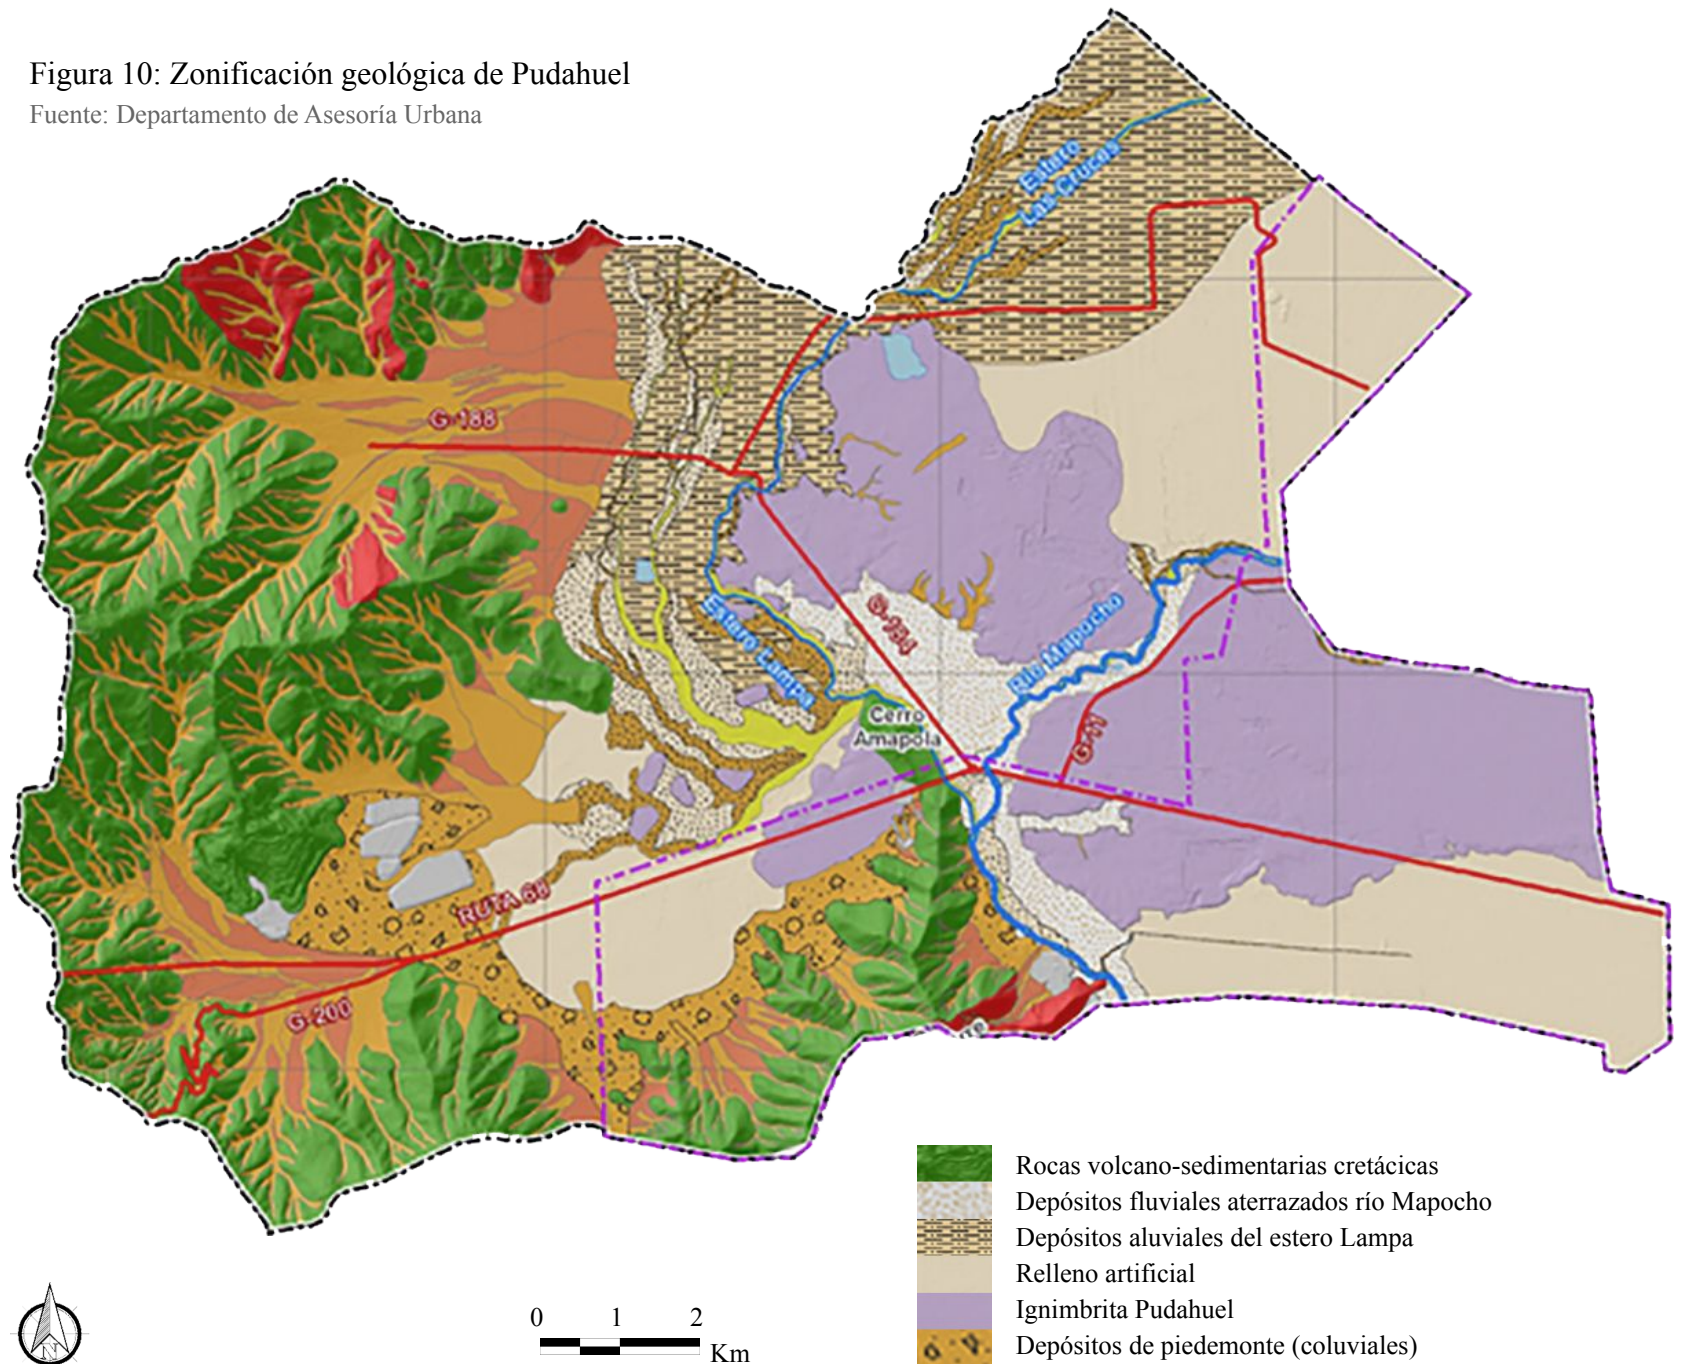 Figura 10: Zonificación geológica de Pudahuel
Fuente: Departamento de Asesoría Urbana
Estero
Las Cruces
G-188
Estero Lampa
Río Mapocho
Cerro
Amapola
G-
RUTA 68
G-200
Rocas volcano-sedimentarias cretácicas
Depósitos fluviales aterrazados río Mapocho
Depósitos aluviales del estero Lampa
Relleno artificial
Ignimbrita Pudahuel
Depósitos de piedemonte (coluviales)
0 1 2
Km
N